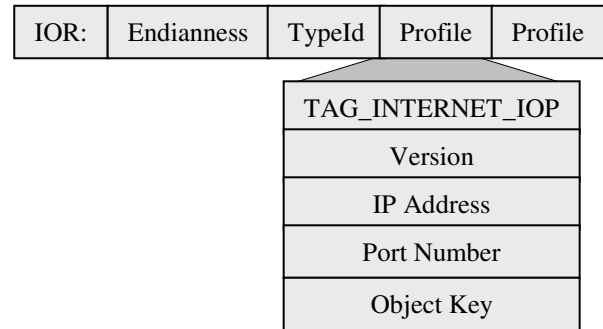 IOR: Endianness TypeId Profile Profile
TAG_INTERNET_IOP
Version
IP Address
Port Number
Object Key